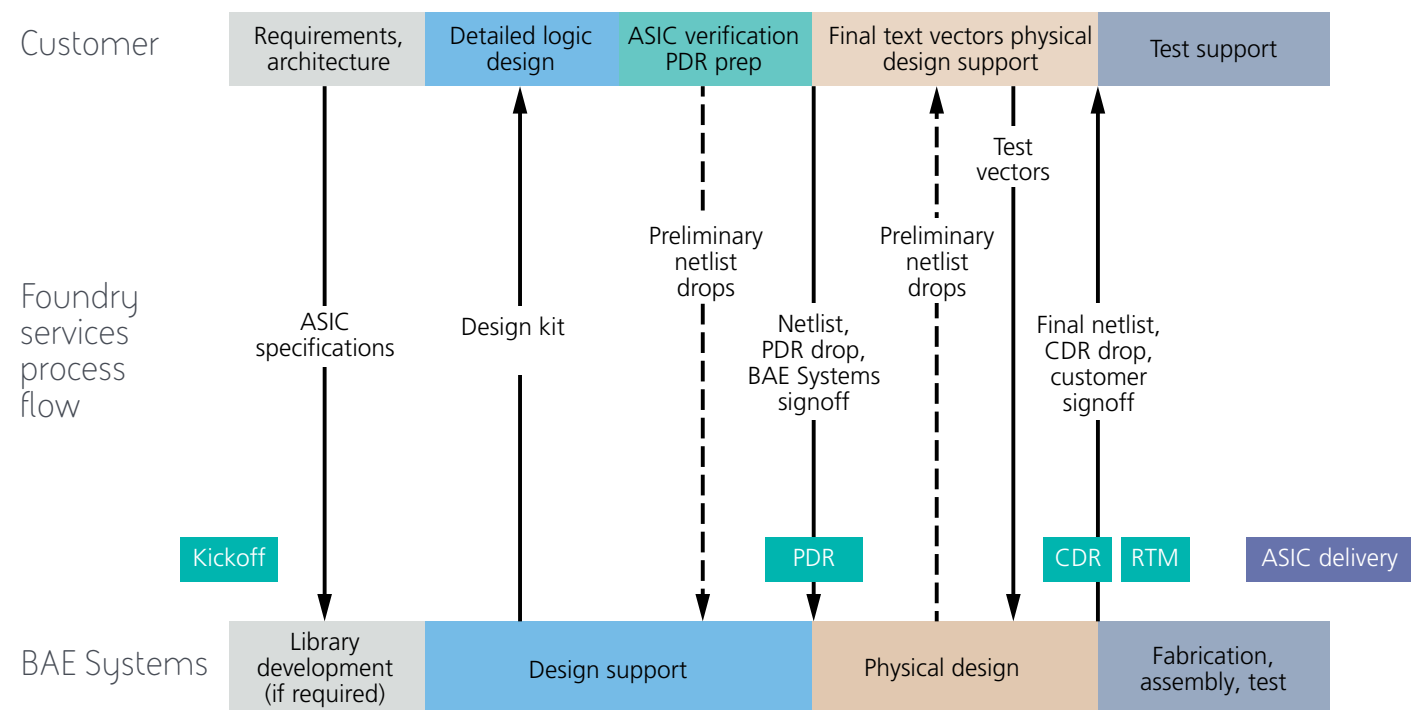 Customer
Requirements,
architecture
Detailed logic
design
ASIC verification
PDR prep
Final text vectors physical
design support
Test support
Test
vectors
Preliminary
netlist
drops
Preliminary
netlist
drops
Foundry
services
process
flow
ASIC
specifications
Design kit
Netlist,
PDR drop,
BAE Systems
signoff
Final netlist,
CDR drop,
customer
signoff
Kickoff
PDR
CDR
RTM
ASIC delivery
BAE Systems
Library
development
(if required)
Design support
Physical design
Fabrication,
assembly, test